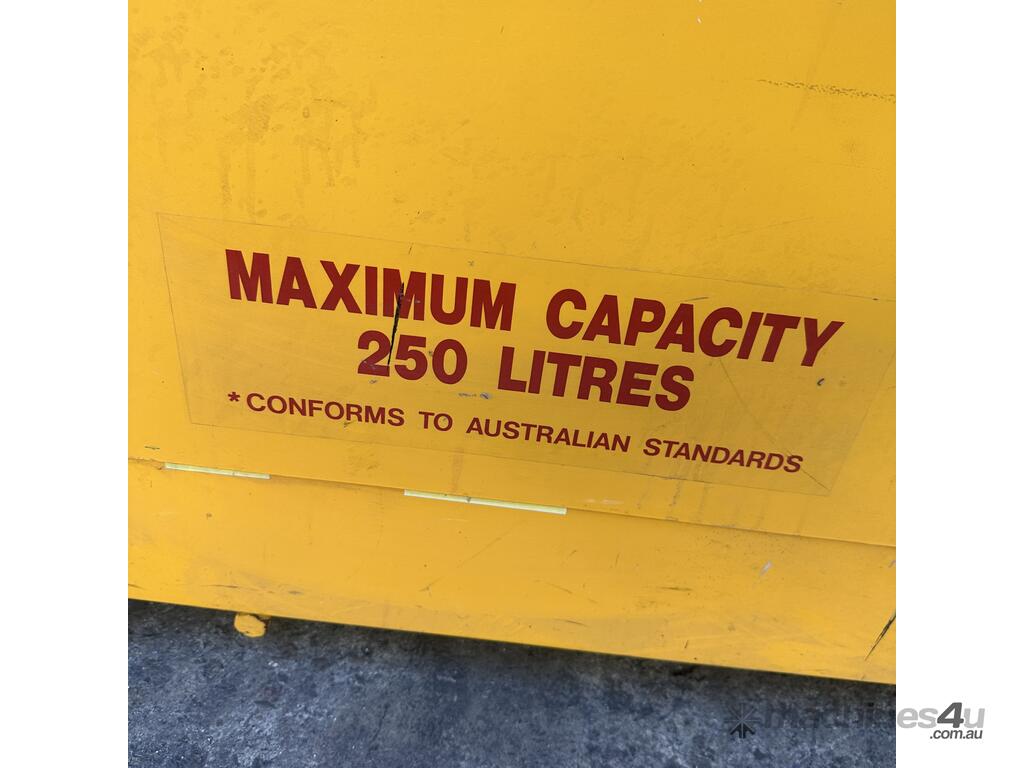 MAXIMUM CAPACITY
250 LITRES
*CONFORMS TO AUSTRALIAN STANDARDS
machines4u
.com.au